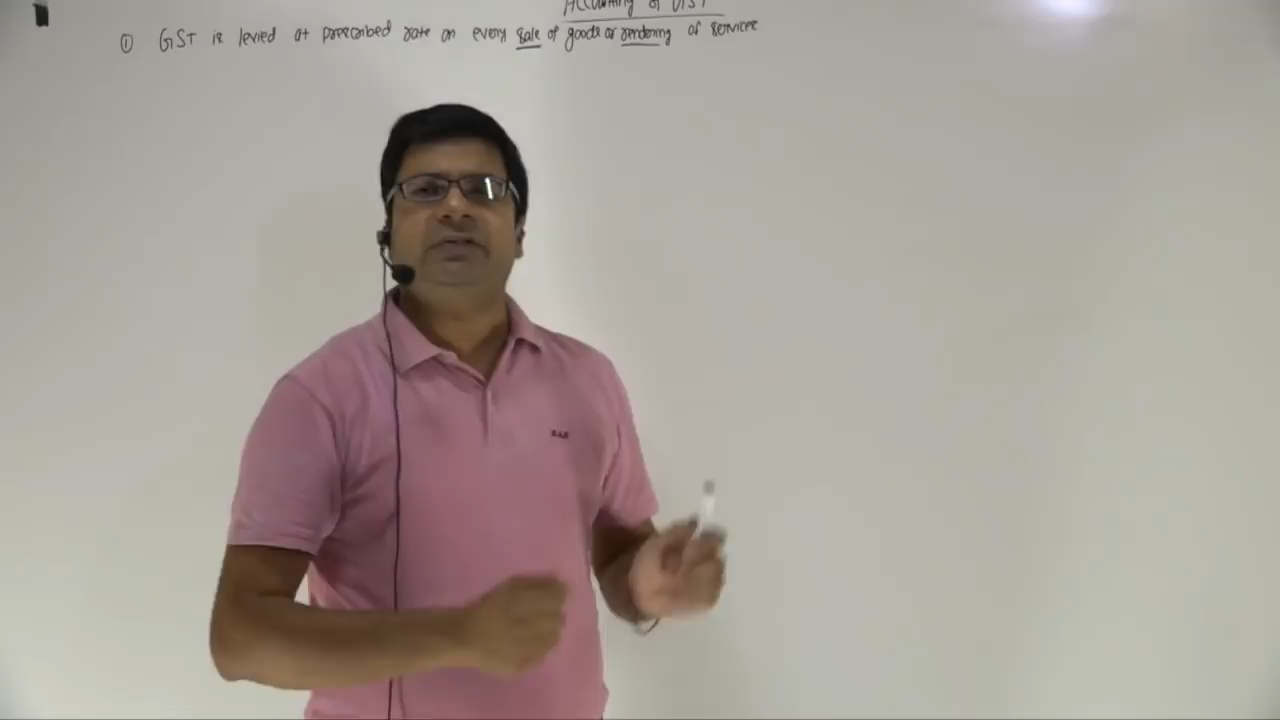 Accounting of GST
① GST is levied at prescribed rate on every sale of goods or rendering of services